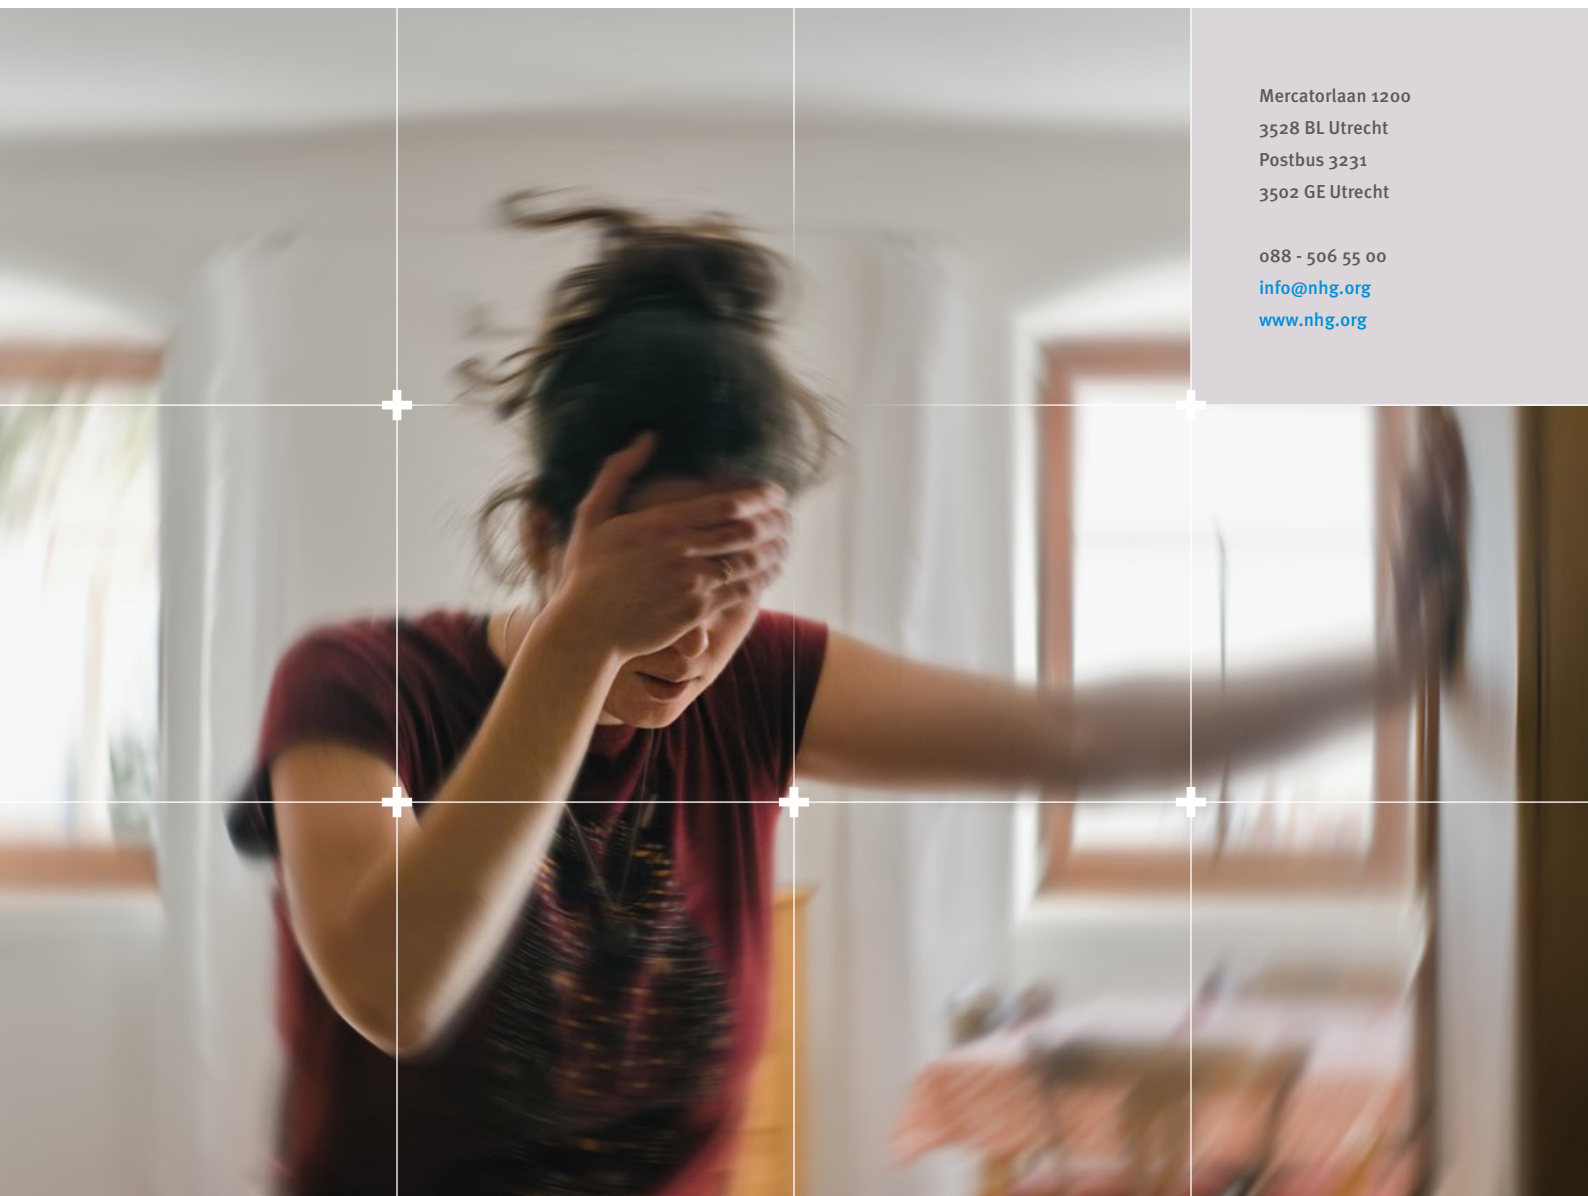 Mercatorlaan 1200
3528 BL Utrecht
Postbus 3231
3502 GE Utrecht
088 - 506 55 00
info@nhg.org
www.nhg.org